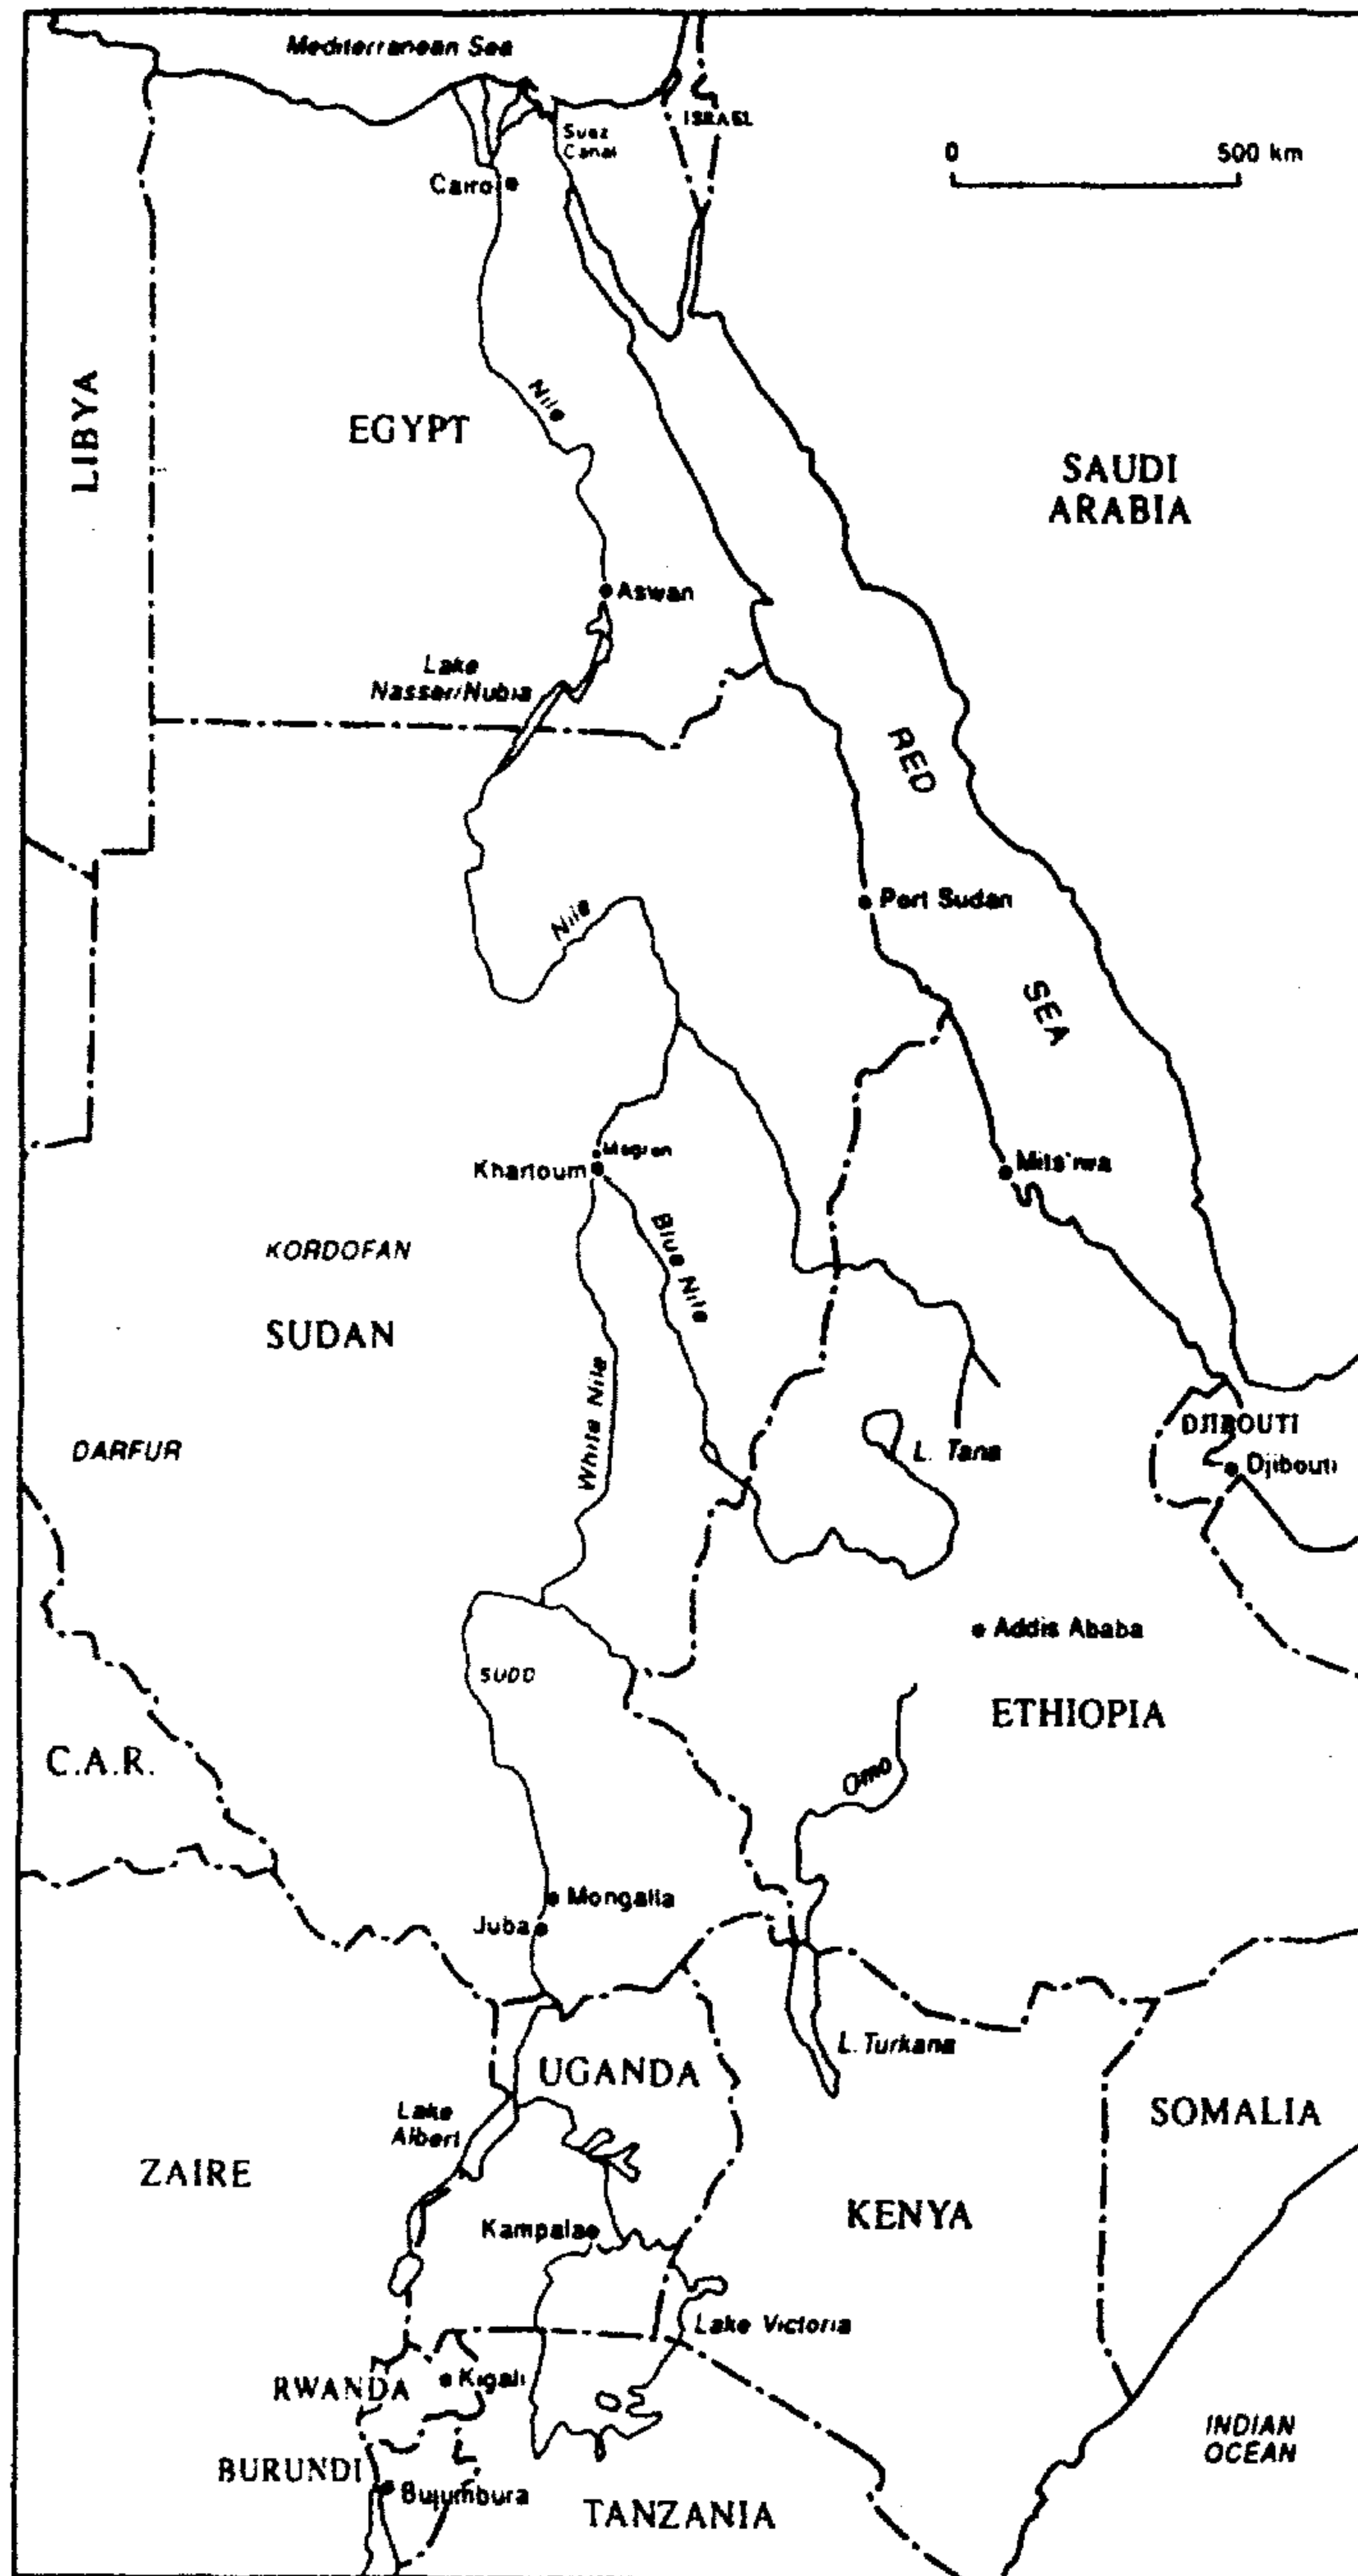 Mediterranean Sea
ISRAEL
Suez
Canal
0 500 km
Cairo
LIBYA
Nile
EGYPT
SAUDI
ARABIA
Aswan
Lake
Nasser/Nubia
RED
SEA
Port Sudan
Nile
Mogren
Khartoum
Mits'iwa
Blue Nile
KORDOFAN
SUDAN
White Nile
DJIBOUTI
DARFUR
L. Tana
Djibouti
Addis Ababa
SUDD
ETHIOPIA
C.A.R.
Omo
Mongalla
Juba
L. Turkana
UGANDA
Lake
Albert
SOMALIA
ZAIRE
KENYA
Kampala
Lake Victoria
RWANDA
Kigali
INDIAN
OCEAN
BURUNDI
Bujumbura
TANZANIA